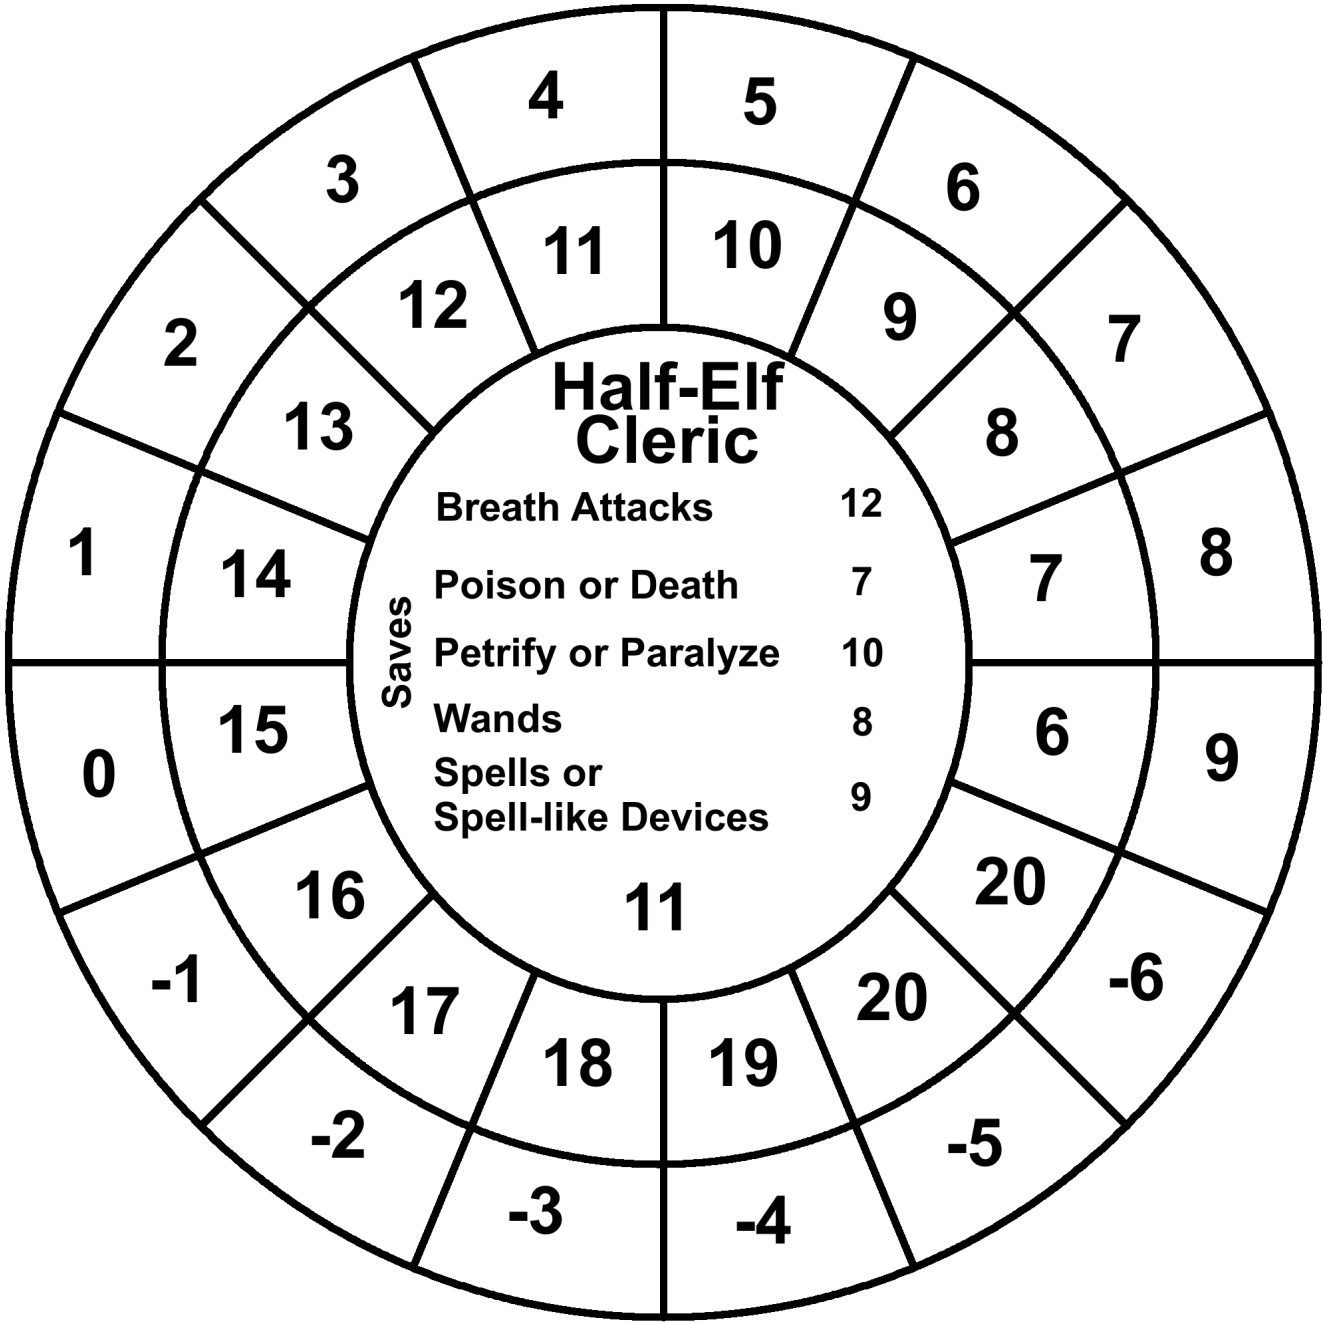 4 5
3 6
11 10
12 9
2 7
13 8
Half-Elf
Cleric
Breath Attacks 12
1 14 7 8
Poison or Death 7
Saves
Petrify or Paralyze 10
Wands 8
0 15 6 9
Spells or
Spell-like Devices 9
16 11 20
-1 -6
17 20
18 19
-2 -5
-3 -4